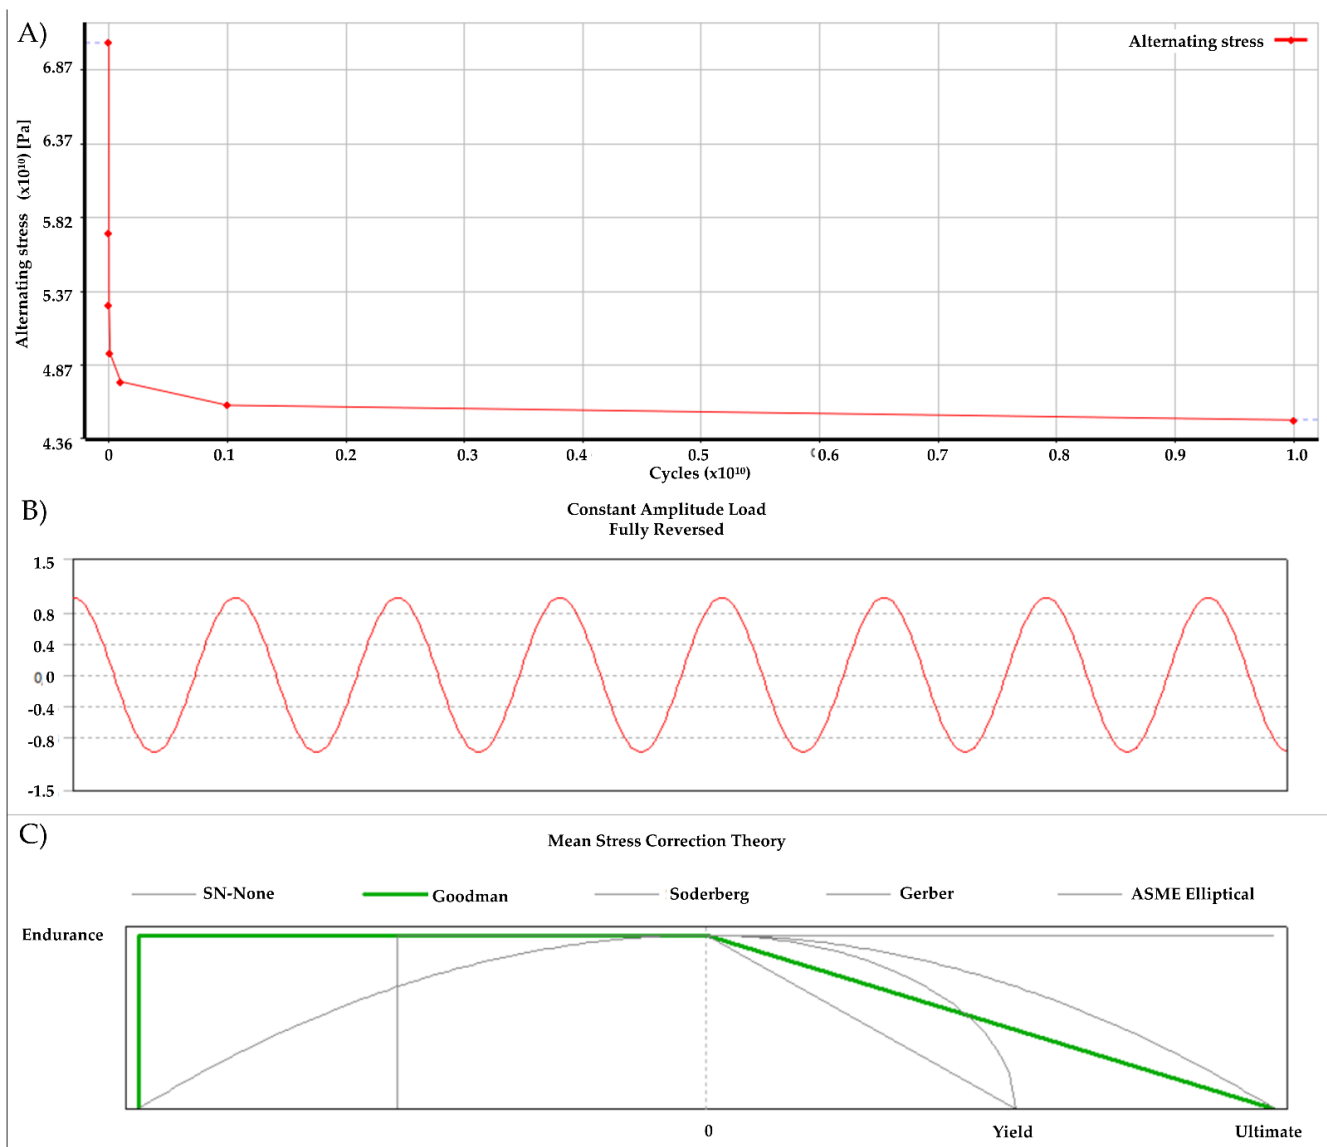 A)
Alternating stress
6.87
6.37
5.82
5.37
4.87
4.36
Alternating stress (x10¹⁰) [Pa]
0 0.1 0.2 0.3 0.4 0.5 0.6 0.7 0.8 0.9 1.0
Cycles (x10¹⁰)
B)
Constant Amplitude Load
Fully Reversed
1.5
0.8
0.4
0.0
-0.4
-0.8
-1.5
C)
Mean Stress Correction Theory
SN-None Goodman Soderberg Gerber ASME Elliptical
Endurance
0 Yield Ultimate